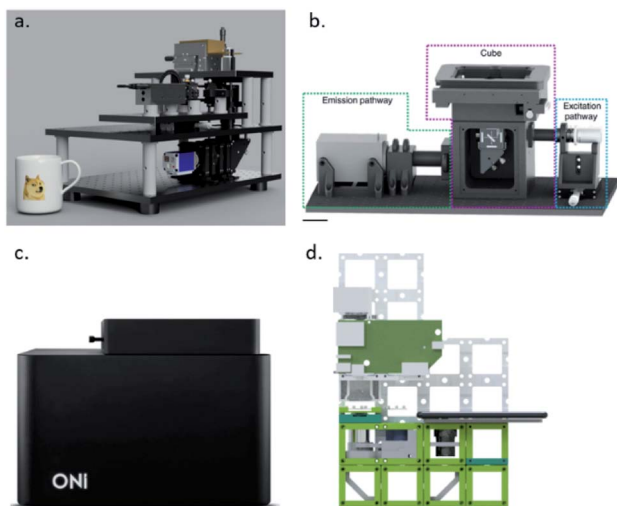 a.
b.
Cube
Emission pathway
Excitation
pathway
c.
d.
ONi